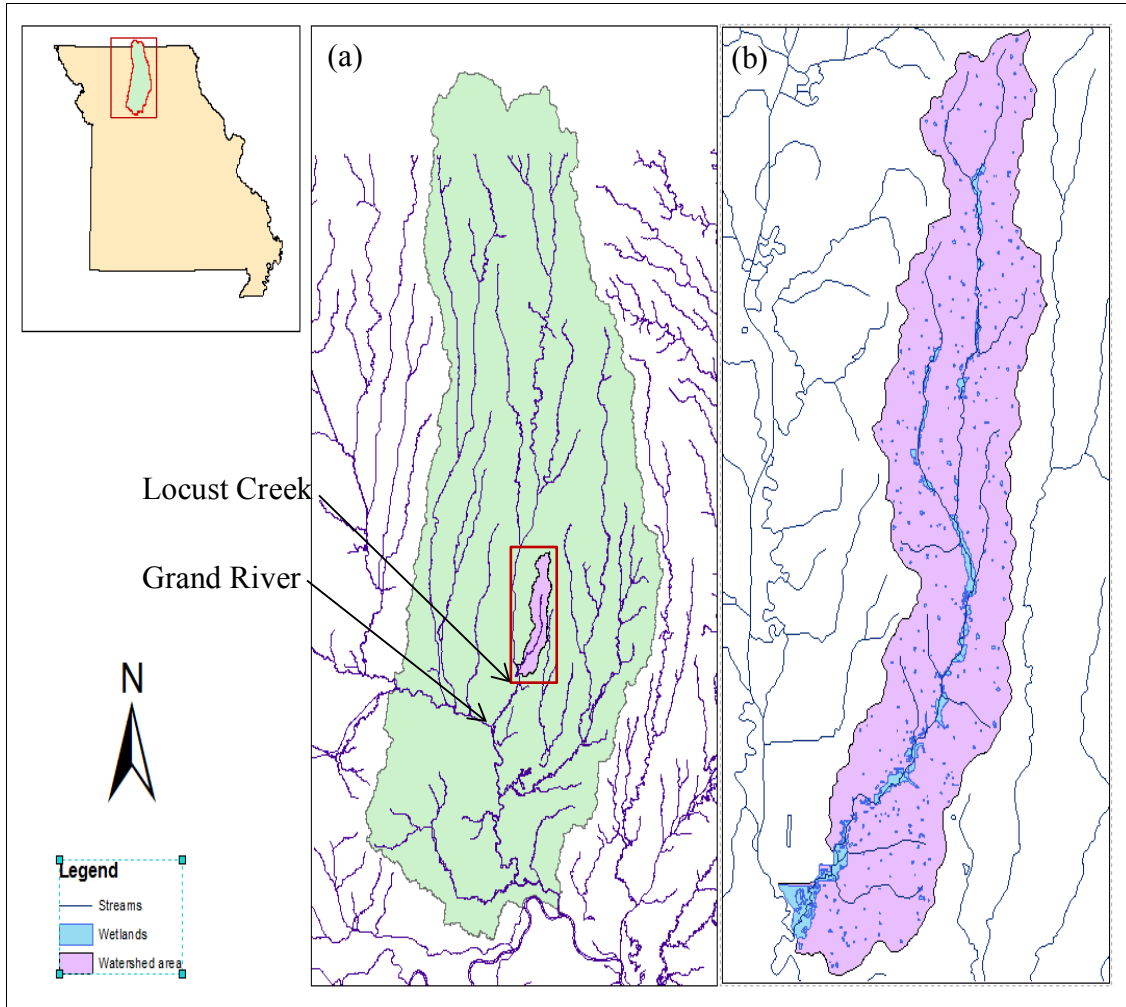 (a)
(b)
Locust Creek
Grand River
N
Legend
Streams
Wetlands
Watershed area